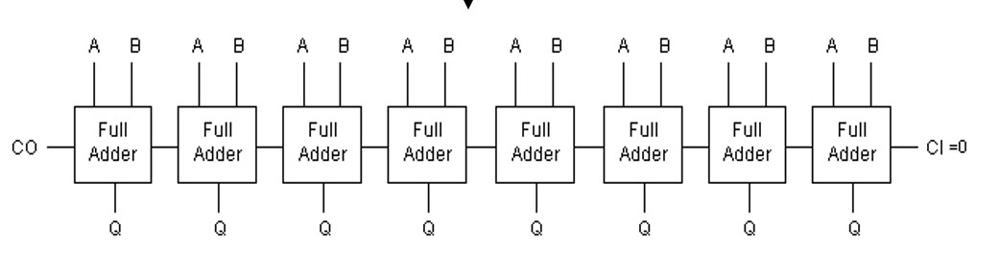 A B A B A B A B A B A B A B A B
Full Full Full Full Full Full Full Full
CO Adder Adder Adder Adder Adder Adder Adder Adder CI =0
Q Q Q Q Q Q Q Q